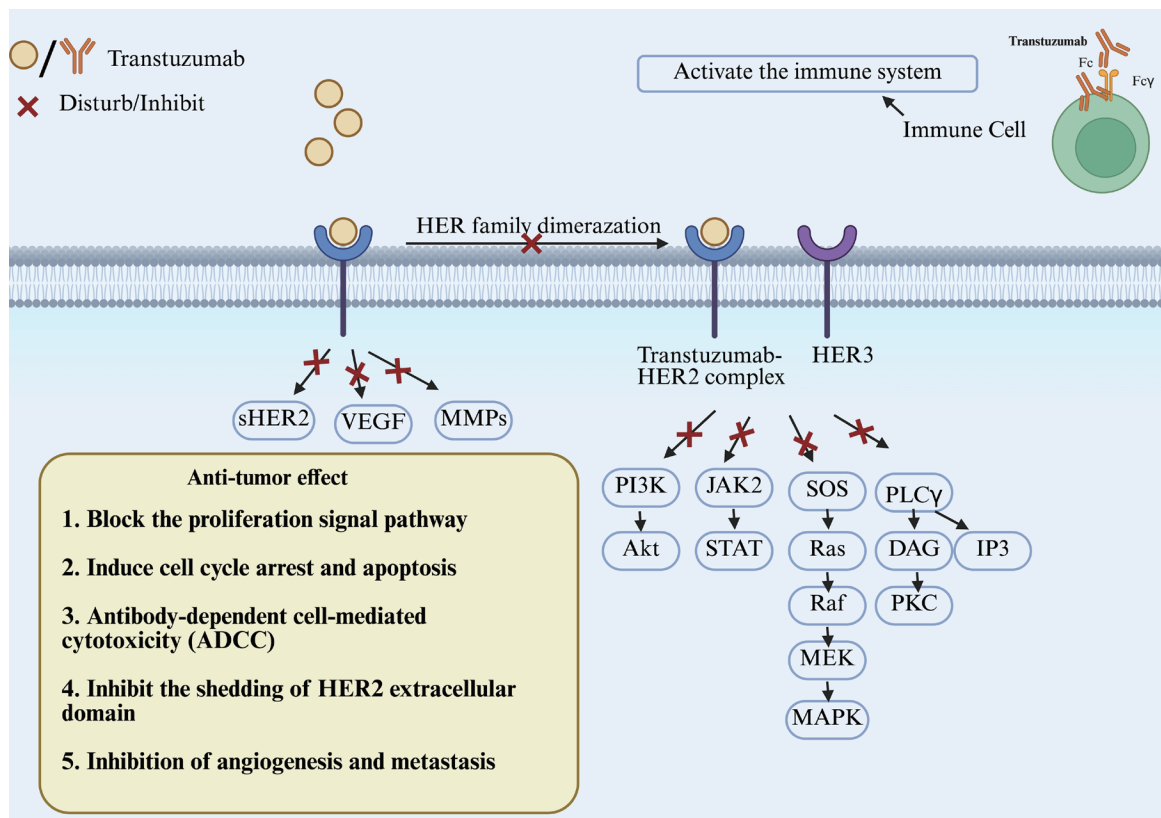 Transtuzumab
Disturb/Inhibit
Activate the immune system
Immune Cell
Transtuzumab
Fc
Fcγ
HER family dimerazation
Transtuzumab-
HER2 complex
HER3
sHER2
VEGF
MMPs
PI3K
JAK2
SOS
PLCγ
Akt
STAT
Ras
DAG
IP3
Raf
PKC
MEK
MAPK
Anti-tumor effect
1. Block the proliferation signal pathway
2. Induce cell cycle arrest and apoptosis
3. Antibody-dependent cell-mediated
cytotoxicity (ADCC)
4. Inhibit the shedding of HER2 extracellular
domain
5. Inhibition of angiogenesis and metastasis